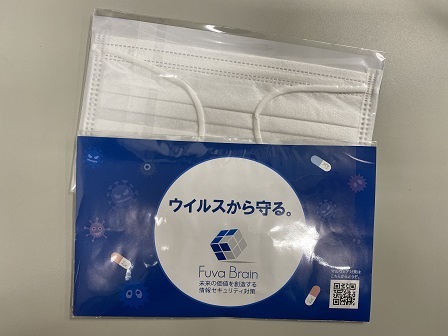 ウイルスから守る。
Fuva Brain
未来の価値を創造する
情報セキュリティ対策